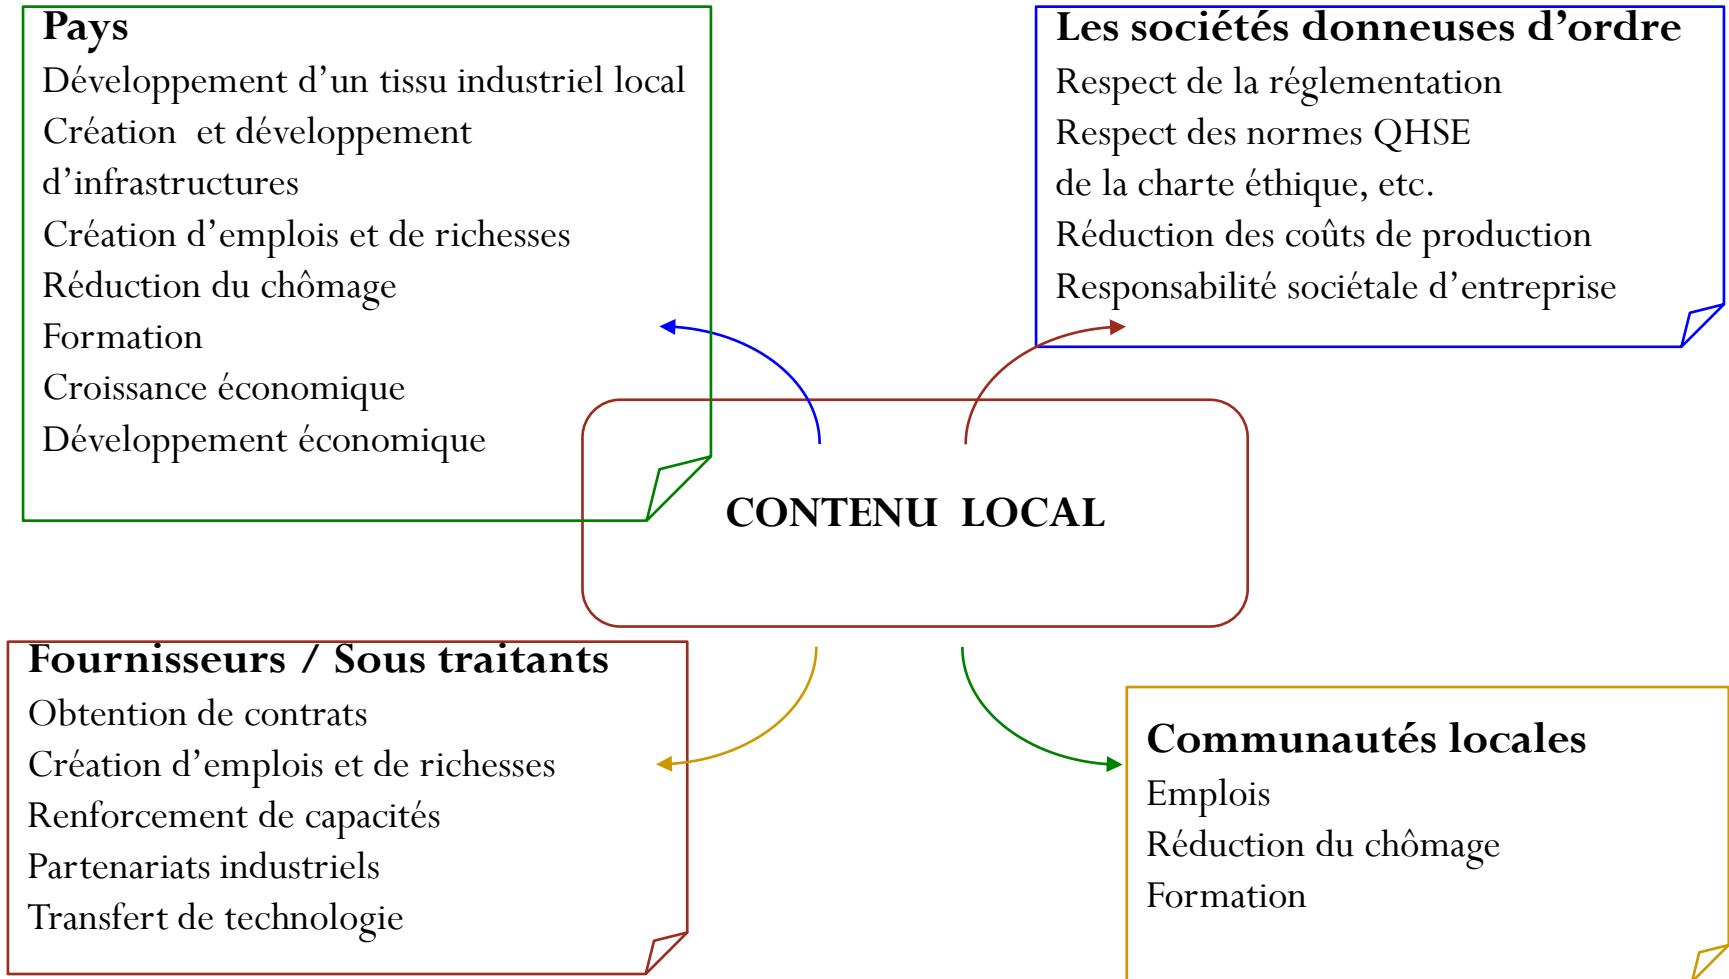 Pays
Développement d’un tissu industriel local
Création  et développement
d’infrastructures
Création d’emplois et de richesses
Réduction du chômage
Formation
Croissance économique
Développement économique
Les sociétés donneuses d’ordre
Respect de la réglementation
Respect des normes QHSE
de la charte éthique, etc.
Réduction des coûts de production
Responsabilité sociétale d’entreprise
CONTENU  LOCAL
Fournisseurs / Sous traitants
Obtention de contrats
Création d’emplois et de richesses
Renforcement de capacités
Partenariats industriels
Transfert de technologie
Communautés locales
Emplois
Réduction du chômage
Formation